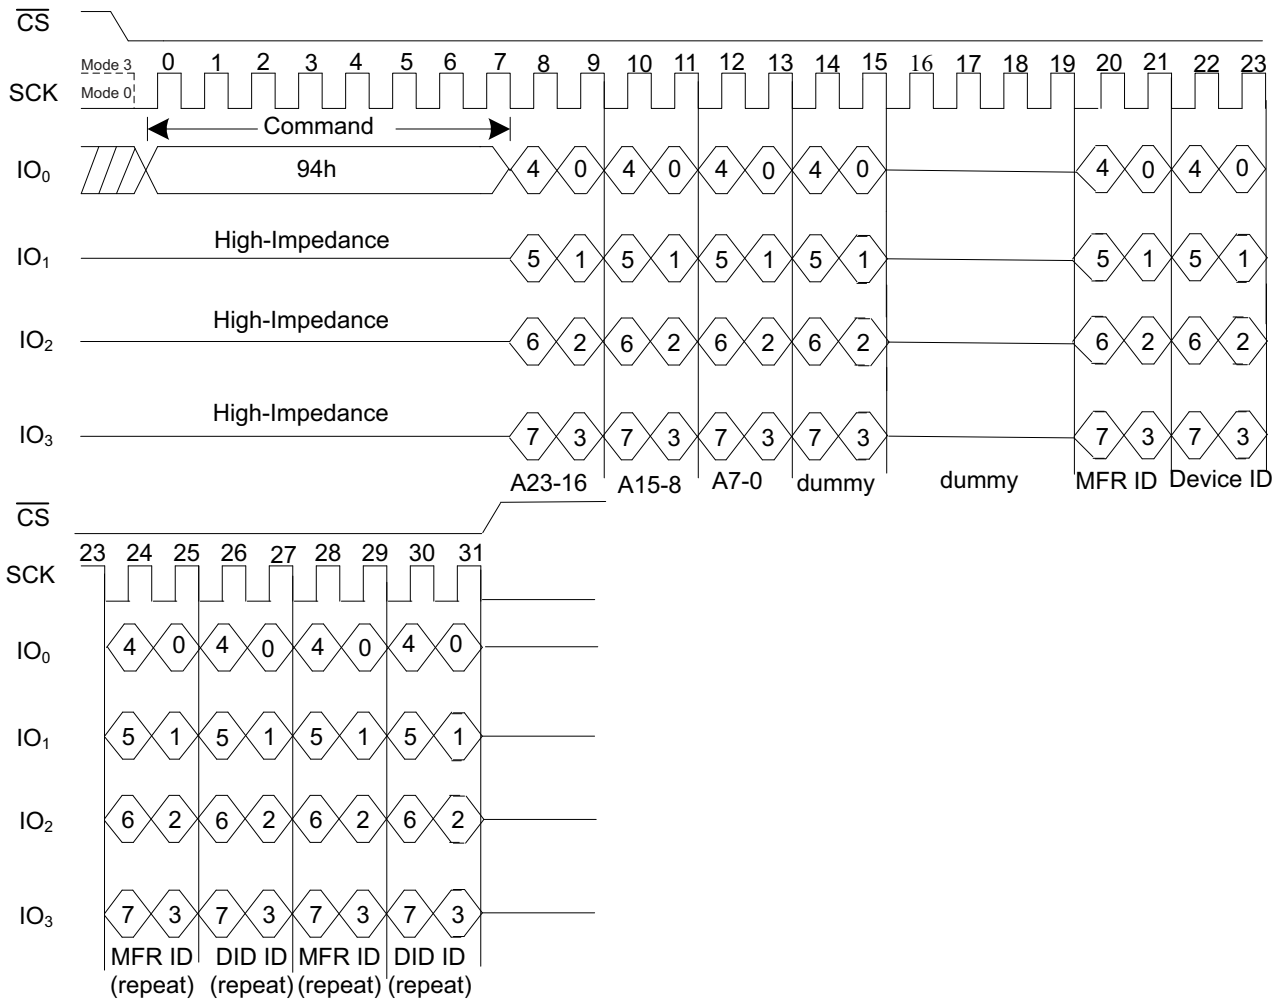 CS
Mode 3
Mode 0
SCK
0 1 2 3 4 5 6 7 8 9 10 11 12 13 14 15 16 17 18 19 20 21 22 23
Command
IO0 94h 4 0 4 0 4 0 4 0 4 0 4 0
IO1 High-Impedance 5 1 5 1 5 1 5 1 5 1 5 1
IO2 High-Impedance 6 2 6 2 6 2 6 2 6 2 6 2
IO3 High-Impedance 7 3 7 3 7 3 7 3 7 3 7 3
A23-16 A15-8 A7-0 dummy dummy MFR ID Device ID
CS
23 24 25 26 27 28 29 30 31
SCK
IO0 4 0 4 0 4 0 4 0
IO1 5 1 5 1 5 1 5 1
IO2 6 2 6 2 6 2 6 2
IO3 7 3 7 3 7 3 7 3
MFR ID DID ID MFR ID DID ID
(repeat) (repeat) (repeat) (repeat)